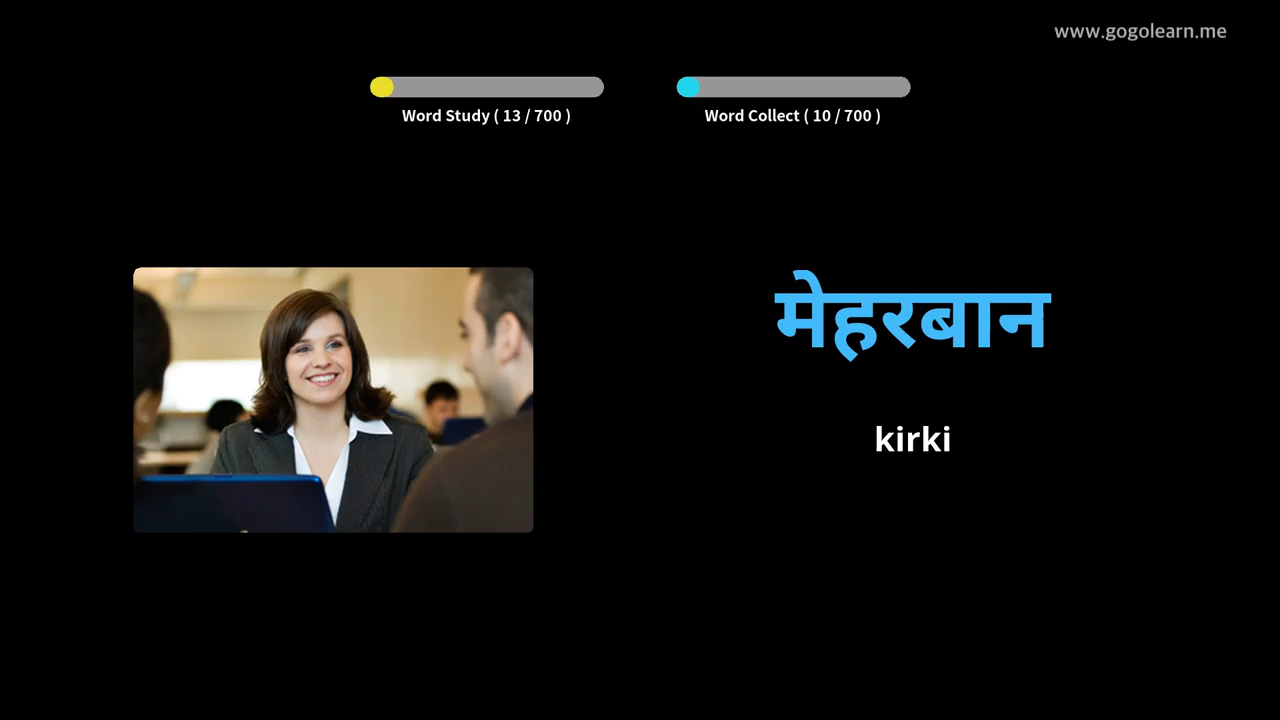 www.gogolearn.me
Word Study ( 13 / 700 )
Word Collect ( 10 / 700 )
मेहरबान
kirki